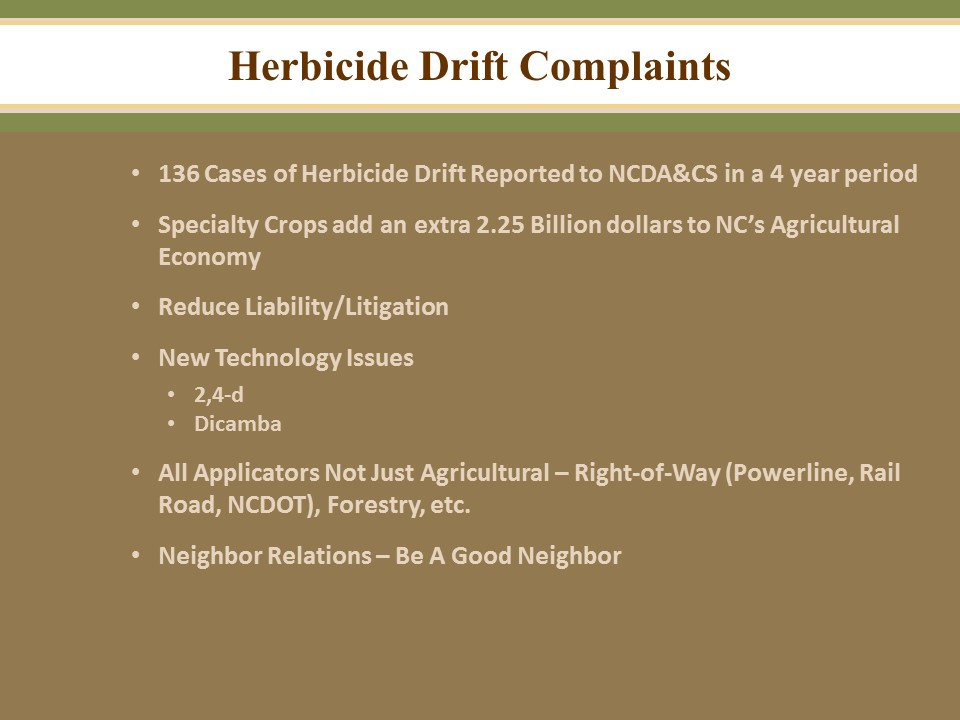 Herbicide Drift Complaints
• 136 Cases of Herbicide Drift Reported to NCDA&CS in a 4 year period
• Specialty Crops add an extra 2.25 Billion dollars to NC’s Agricultural
Economy
• Reduce Liability/Litigation
• New Technology Issues
• 2,4-d
• Dicamba
• All Applicators Not Just Agricultural – Right-of-Way (Powerline, Rail
Road, NCDOT), Forestry, etc.
• Neighbor Relations – Be A Good Neighbor